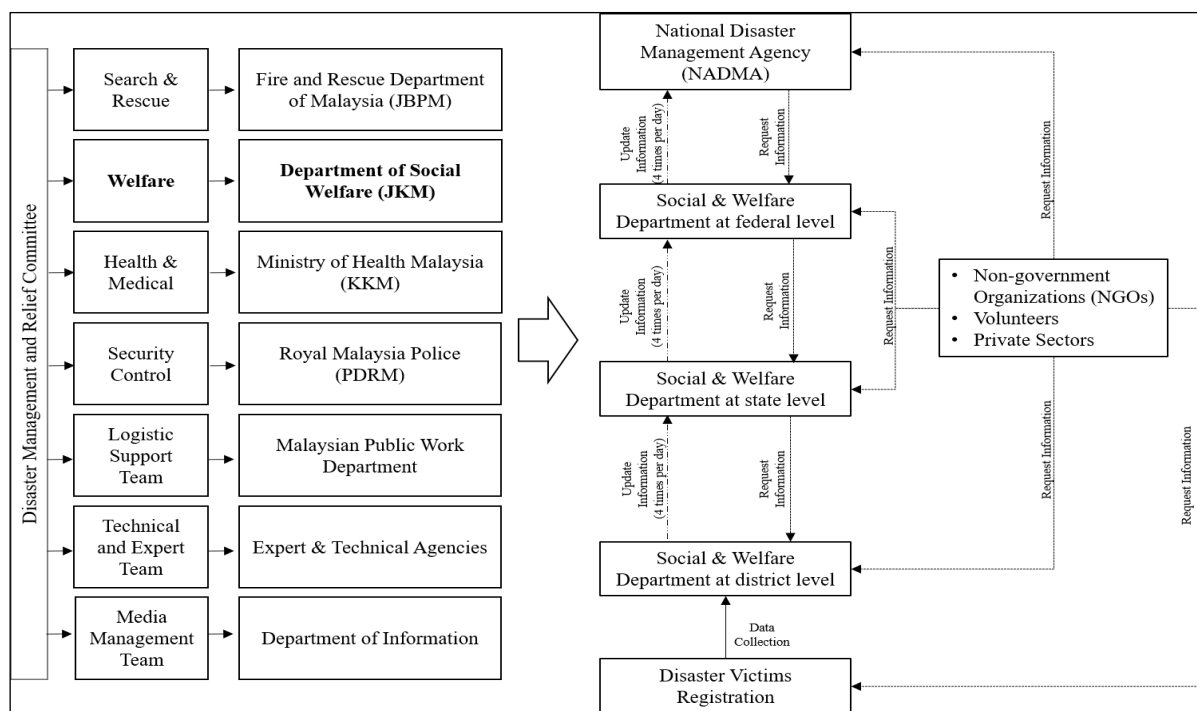 Disaster Management and Relief Committee
Search &
Rescue
Fire and Rescue Department
of Malaysia (JBPM)
Welfare
Department of Social
Welfare (JKM)
Health &
Medical
Ministry of Health Malaysia
(KKM)
Security
Control
Royal Malaysia Police
(PDRM)
Logistic
Support
Team
Malaysian Public Work
Department
Technical
and Expert
Team
Expert & Technical Agencies
Media
Management
Team
Department of Information
National Disaster
Management Agency
(NADMA)
Update
Information
(4 times per day)
Request
Information
Social & Welfare
Department at federal level
Update
Information
(4 times per day)
Request
Information
Social & Welfare
Department at state level
Update
Information
(4 times per day)
Request
Information
Social & Welfare
Department at district level
Data
Collection
Disaster Victims
Registration
Request Information
Request Information
• Non-government
Organizations (NGOs)
• Volunteers
• Private Sectors
Request Information
Request Information